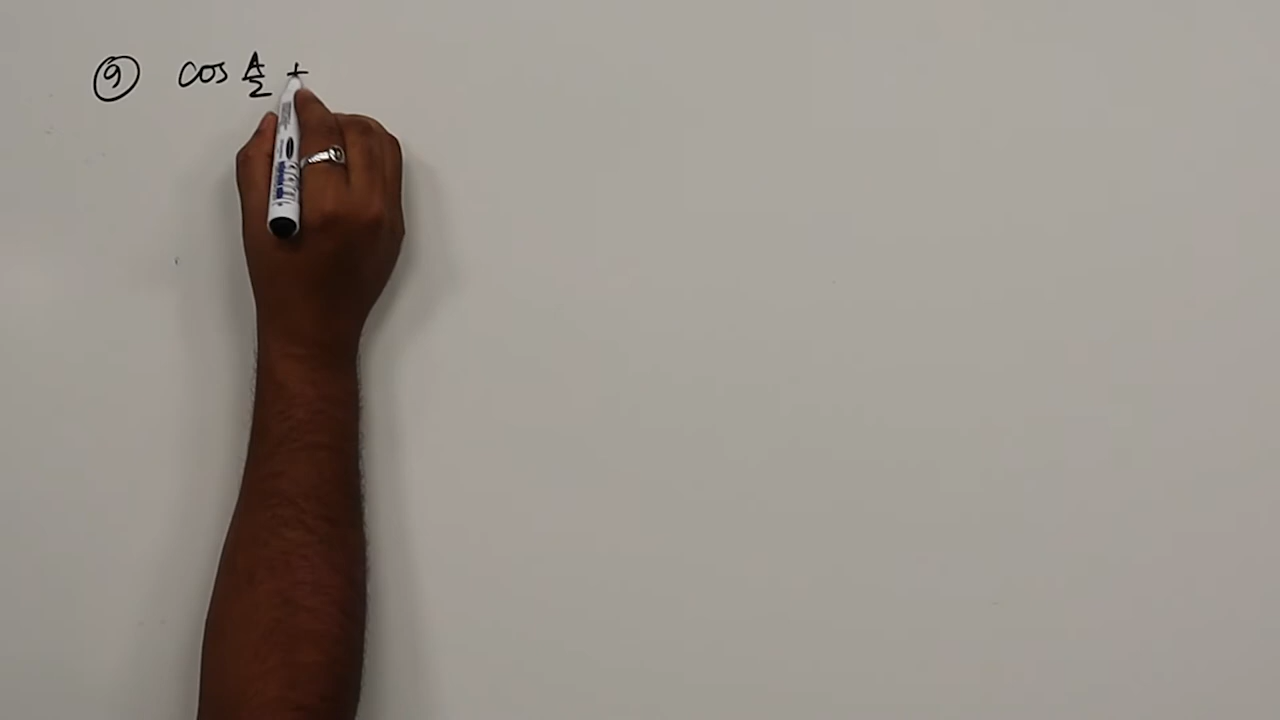 ⑨ cos A/2 +